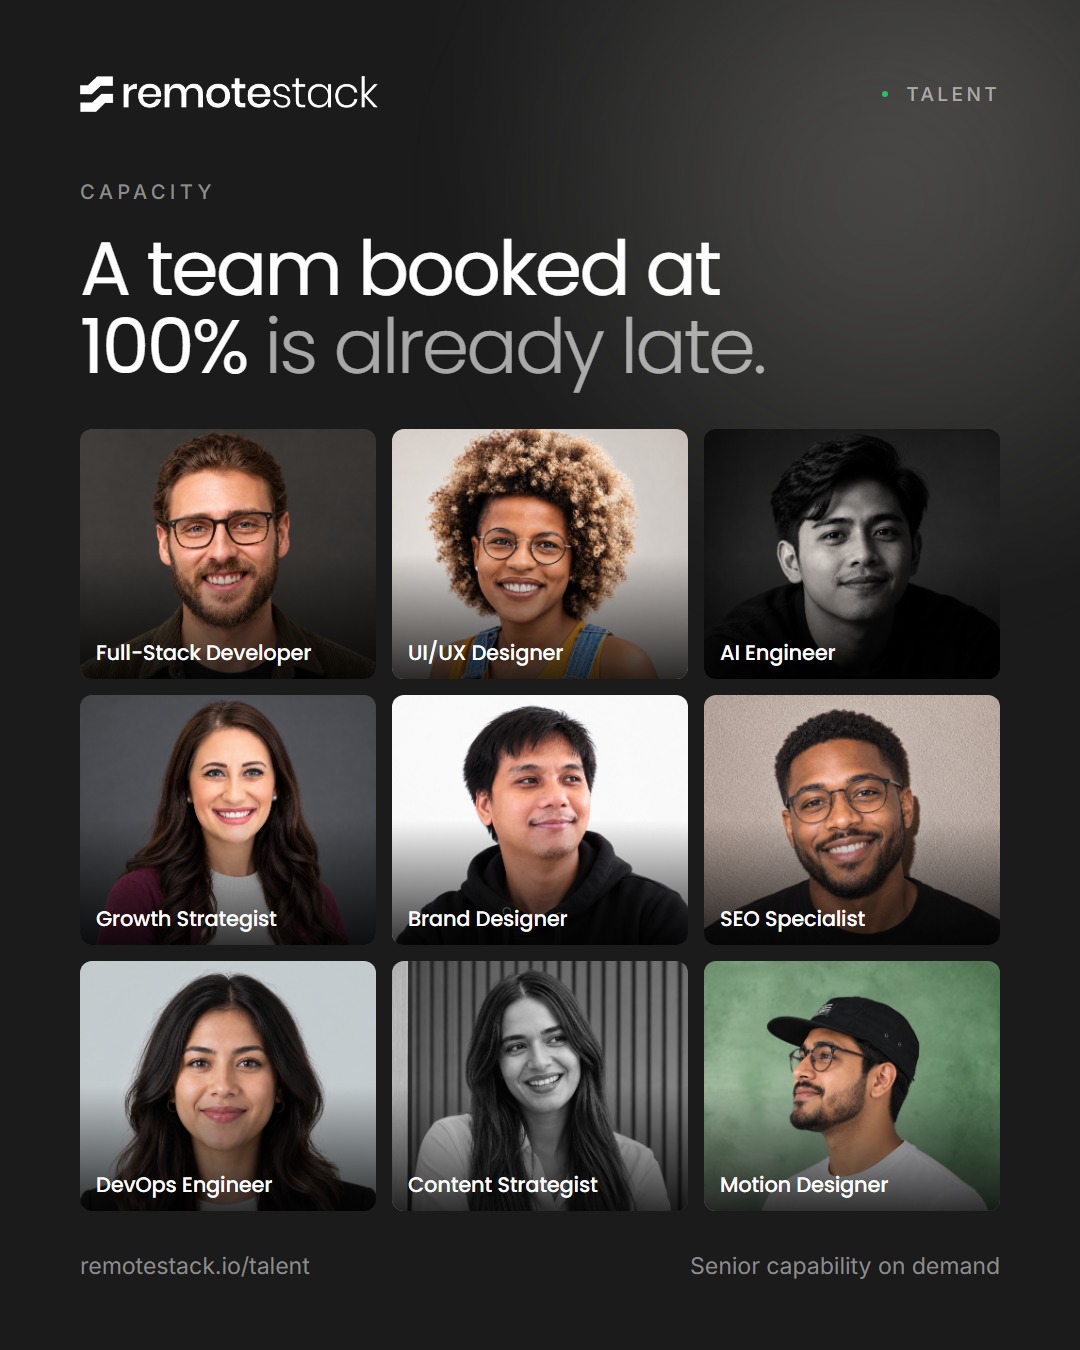 remotestack
TALENT
CAPACITY
A team booked at
100% is already late.
Full-Stack Developer
UI/UX Designer
AI Engineer
Growth Strategist
Brand Designer
SEO Specialist
DevOps Engineer
Content Strategist
Motion Designer
remotestack.io/talent
Senior capability on demand